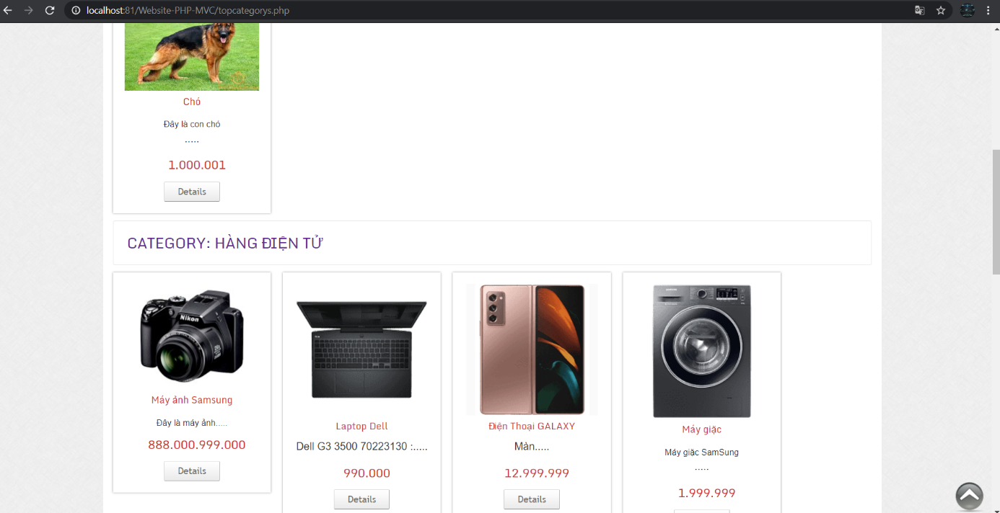 localhost:81/Website-PHP-MVC/topcategorys.php
Chó
Đây là con chó
.....
1.000.001
Details
CATEGORY: HÀNG ĐIỆN TỬ
Nikon
Máy ảnh Samsung
Đây là máy ảnh.....
888.000.999.000
Details
Laptop Dell
Dell G3 3500 70223130 :.....
990.000
Details
Điện Thoại GALAXY
Màn.....
12.999.999
Details
SAMSUNG
Máy giặc
Máy giăc SamSung
.....
1.999.999